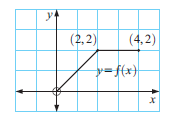 y
(2, 2) (4, 2)
y=f(x)
x